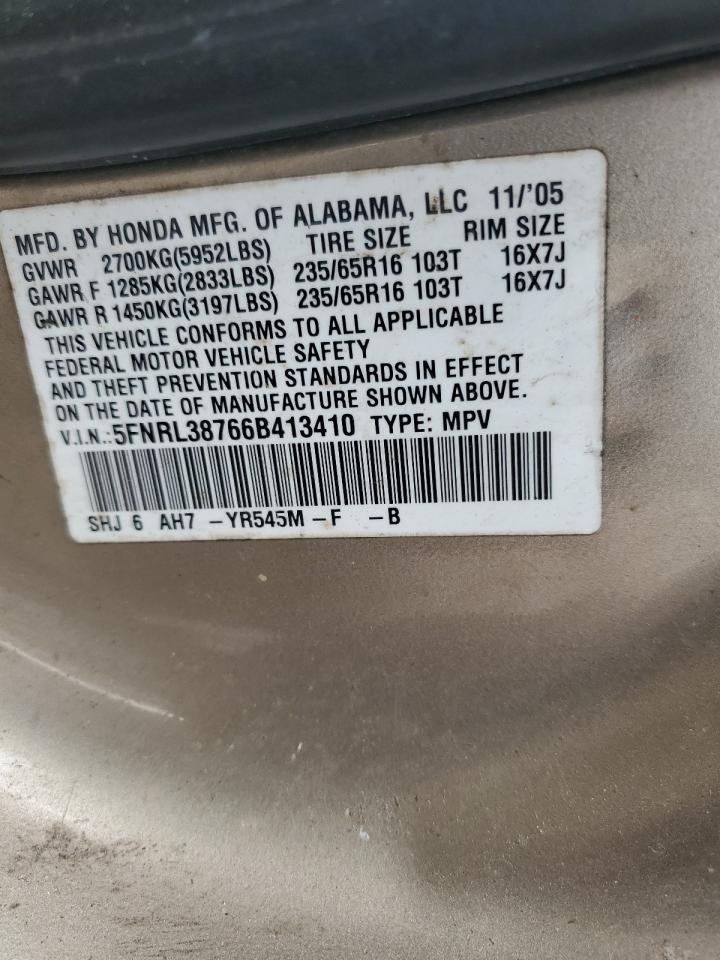 MFD. BY HONDA MFG. OF ALABAMA, LLC 11/'05
GVWR 2700KG(5952LBS) TIRE SIZE RIM SIZE
GAWR F 1285KG(2833LBS) 235/65R16 103T 16X7J
GAWR R 1450KG(3197LBS) 235/65R16 103T 16X7J
THIS VEHICLE CONFORMS TO ALL APPLICABLE
FEDERAL MOTOR VEHICLE SAFETY
AND THEFT PREVENTION STANDARDS IN EFFECT
ON THE DATE OF MANUFACTURE SHOWN ABOVE.
V.I.N.:5FNRL38766B413410 TYPE: MPV
SHJ 6 AH7 -YR545M -F -B